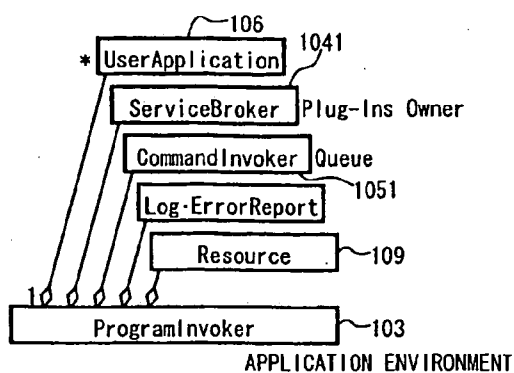 106
1041
* UserApplication
ServiceBroker Plug-Ins Owner
CommandInvoker Queue
1051
Log·ErrorReport
Resource 109
1
ProgramInvoker 103
APPLICATION ENVIRONMENT